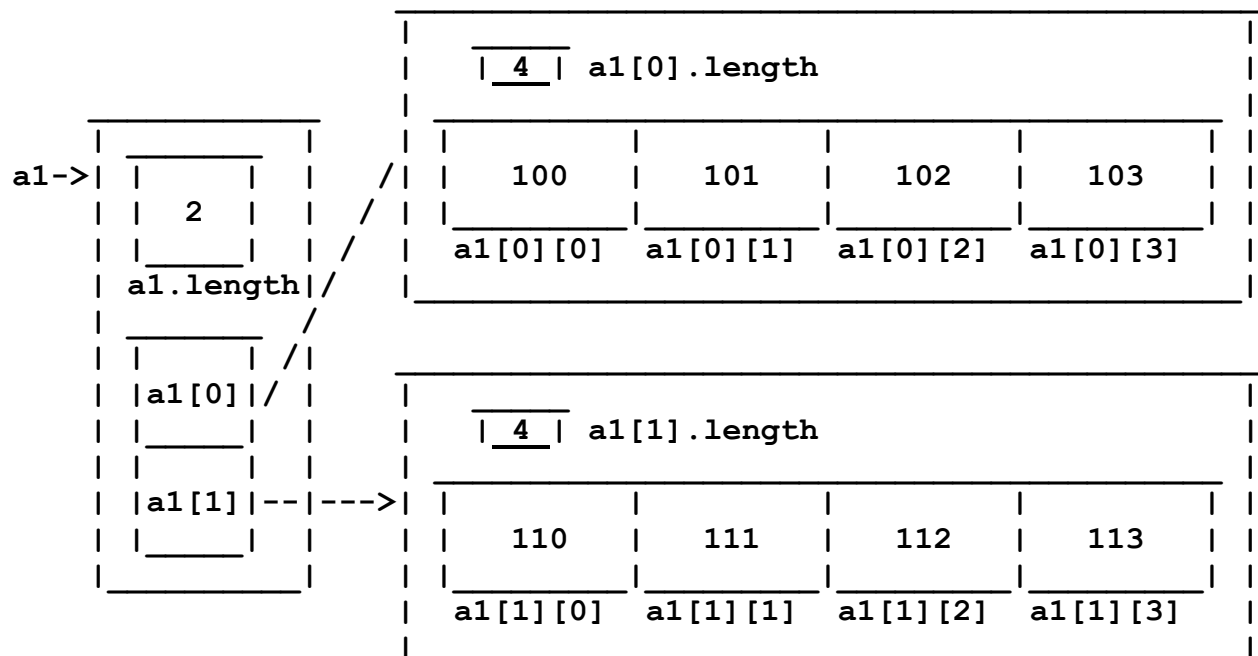 4 a1[0].length
a1-> 2 100 101 102 103
a1[0][0] a1[0][1] a1[0][2] a1[0][3]
a1.length
a1[0]
4 a1[1].length
a1[1] ----->
110 111 112 113
a1[1][0] a1[1][1] a1[1][2] a1[1][3]